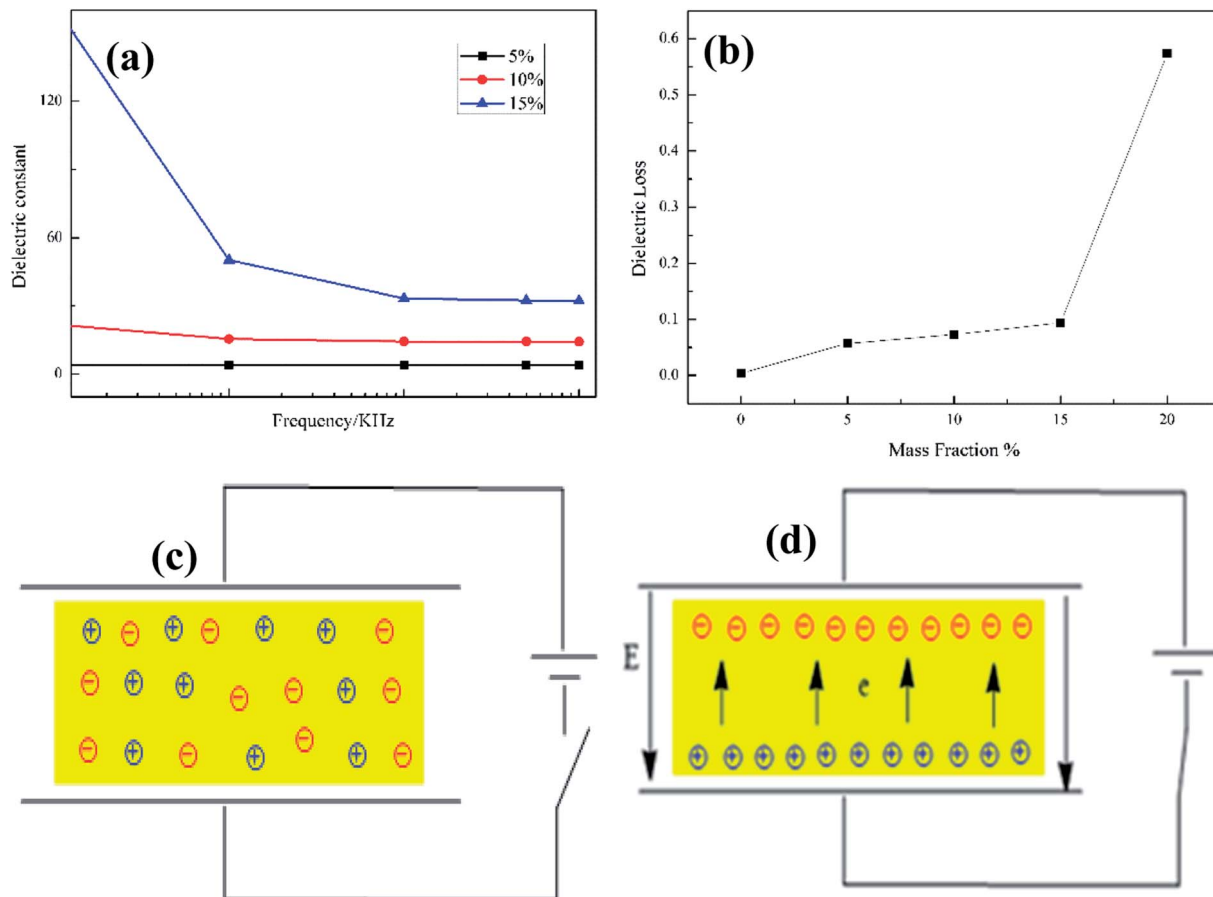 (a)
5%
10%
15%
120
60
0
Dielectric constant
Frequency/KHz
(b)
0.6
0.5
0.4
0.3
0.2
0.1
0.0
Dielectric Loss
0 5 10 15 20
Mass Fraction %
(c)
+ − + − + + −
− + + − − + −
− + − + − + −
(d)
− − − − − − − − − − −
E
e
+ + + + + + + + + + +